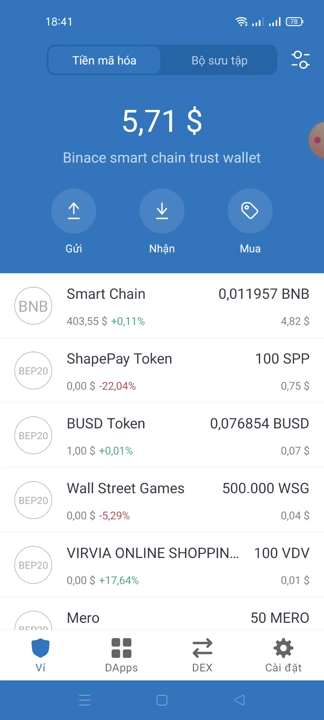 18:41
78
Tiền mã hóa
Bộ sưu tập
5,71 $
Binace smart chain trust wallet
Gửi
Nhận
Mua
BNB
Smart Chain
0,011957 BNB
403,55 $ +0,11%
4,82 $
BEP20
ShapePay Token
100 SPP
0,00 $ -22,04%
0,75 $
BEP20
BUSD Token
0,076854 BUSD
1,00 $ +0,01%
0,07 $
BEP20
Wall Street Games
500.000 WSG
0,00 $ -5,29%
0,04 $
BEP20
VIRVIA ONLINE SHOPPIN...
100 VDV
0,00 $ +17,64%
0,01 $
BEP20
Mero
50 MERO
Ví
DApps
DEX
Cài đặt